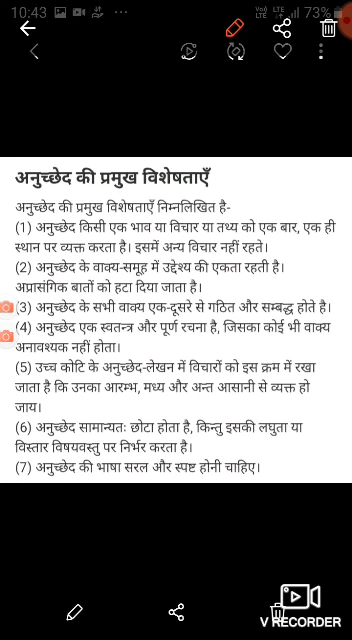 10:43
Vo) LTE LTE 73%
अनुच्छेद की प्रमुख विशेषताएँ
अनुच्छेद की प्रमुख विशेषताएँ निम्नलिखित है-
(1) अनुच्छेद किसी एक भाव या विचार या तथ्य को एक बार, एक ही
स्थान पर व्यक्त करता है। इसमें अन्य विचार नहीं रहते।
(2) अनुच्छेद के वाक्य-समूह में उद्देश्य की एकता रहती है।
अप्रासंगिक बातों को हटा दिया जाता है।
(3) अनुच्छेद के सभी वाक्य एक-दूसरे से गठित और सम्बद्ध होते है।
(4) अनुच्छेद एक स्वतन्त्र और पूर्ण रचना है, जिसका कोई भी वाक्य
अनावश्यक नहीं होता।
(5) उच्च कोटि के अनुच्छेद-लेखन में विचारों को इस क्रम में रखा
जाता है कि उनका आरम्भ, मध्य और अन्त आसानी से व्यक्त हो
जाय।
(6) अनुच्छेद सामान्यतः छोटा होता है, किन्तु इसकी लघुता या
विस्तार विषयवस्तु पर निर्भर करता है।
(7) अनुच्छेद की भाषा सरल और स्पष्ट होनी चाहिए।
V RECORDER